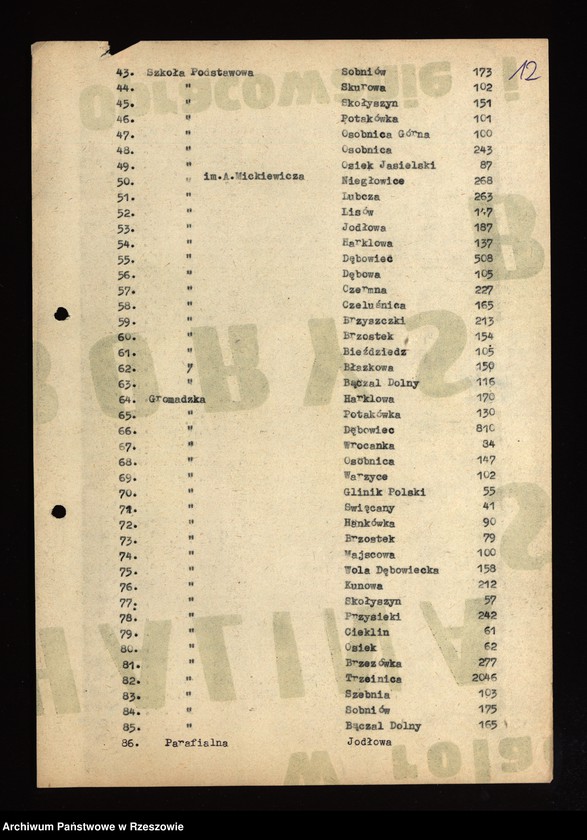 12
43. Szkoła Podstawowa Sobniów 173
44. " Skurowa 102
45. " Skołyszyn 151
46. " Potakówka 101
47. " Osobnica Górna 100
48. " Osobnica 243
49. " Osiek Jasielski 87
50. " im.A.Mickiewicza Niegłowice 268
51. " Lubcza 263
52. " Lisów 147
53. " Jodłowa 187
54. " Harklowa 137
55. " Dębowiec 508
56. " Dębowa 105
57. " Czermna 227
58. " Czeluśnica 165
59. " Brzyszczki 213
60. " Brzostek 154
61. " Bieździedz 105
62. " Błazkowa 150
63. " Bączal Dolny 116
64. Gromadzka Harklowa 170
65. " Potakówka 130
66. " Dębowiec 810
67. " Wrocanka 34
68. " Osobnica 147
69. " Warzyce 102
70. " Glinik Polski 55
71. " Swięcany 41
72. " Hankówka 90
73. " Brzostek 79
74. " Majscowa 100
75. " Wola Dębowiecka 158
76. " Kunowa 212
77. " Skołyszyn 57
78. " Przysieki 242
79. " Cieklin 61
80. " Osiek 62
81. " Brzezówka 277
82. " Trzcinica 2046
83. " Szebnia 103
84. " Sobniów 175
85. " Bączal Dolny 165
86. Parafialna Jodłowa
Archiwum Państwowe w Rzeszowie